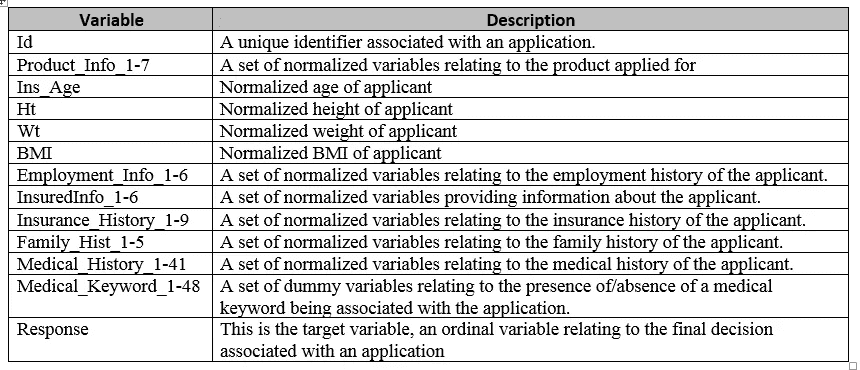 Variable Description
Id A unique identifier associated with an application.
Product_Info_1-7 A set of normalized variables relating to the product applied for
Ins_Age Normalized age of applicant
Ht Normalized height of applicant
Wt Normalized weight of applicant
BMI Normalized BMI of applicant
Employment_Info_1-6 A set of normalized variables relating to the employment history of the applicant.
InsuredInfo_1-6 A set of normalized variables providing information about the applicant.
Insurance_History_1-9 A set of normalized variables relating to the insurance history of the applicant.
Family_Hist_1-5 A set of normalized variables relating to the family history of the applicant.
Medical_History_1-41 A set of normalized variables relating to the medical history of the applicant.
Medical_Keyword_1-48 A set of dummy variables relating to the presence of/absence of a medical
keyword being associated with the application.
Response This is the target variable, an ordinal variable relating to the final decision
associated with an application